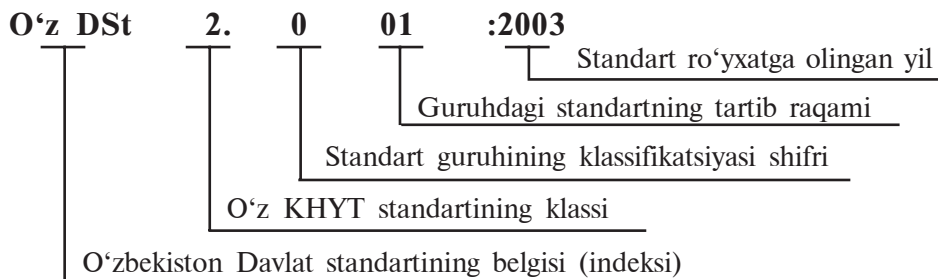 O‘z DSt 2. 0 01 :2003
Standart ro‘yxatga olingan yil
Guruhdagi standartning tartib raqami
Standart guruhining klassifikatsiyasi shifri
O‘z KHYT standartining klassi
O‘zbekiston Davlat standartining belgisi (indeksi)